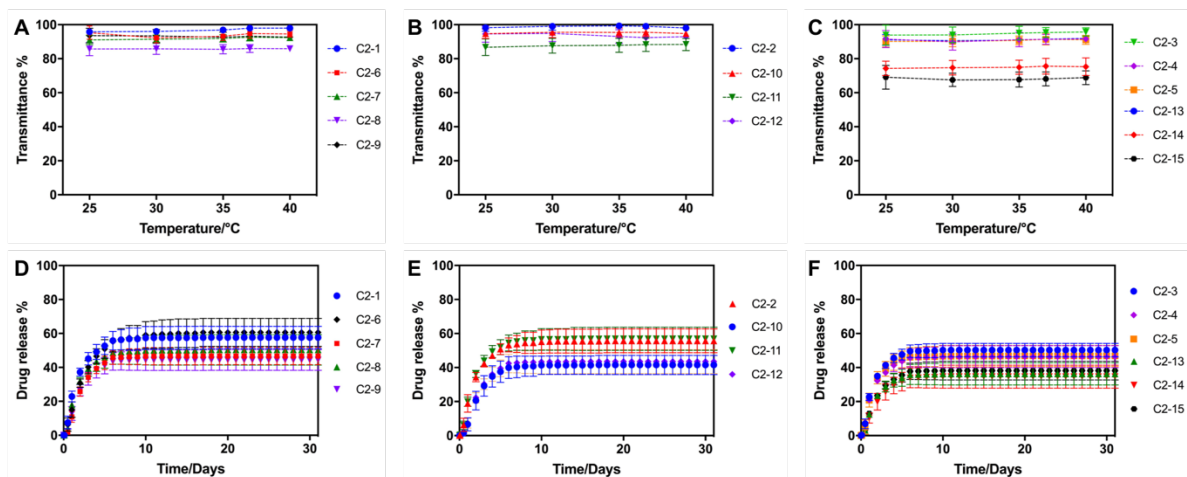 A
Transmittance %
100
80
60
40
20
0
25 30 35 40
Temperature/°C
C2-1
C2-6
C2-7
C2-8
C2-9
B
Transmittance %
100
80
60
40
20
0
25 30 35 40
Temperature/°C
C2-2
C2-10
C2-11
C2-12
C
Transmittance %
100
80
60
40
20
0
25 30 35 40
Temperature/°C
C2-3
C2-4
C2-5
C2-13
C2-14
C2-15
D
Drug release %
100
80
60
40
20
0
0 10 20 30
Time/Days
C2-1
C2-6
C2-7
C2-8
C2-9
E
Drug release %
100
80
60
40
20
0
0 10 20 30
Time/Days
C2-2
C2-10
C2-11
C2-12
F
Drug release %
100
80
60
40
20
0
0 10 20 30
Time/Days
C2-3
C2-4
C2-5
C2-13
C2-14
C2-15